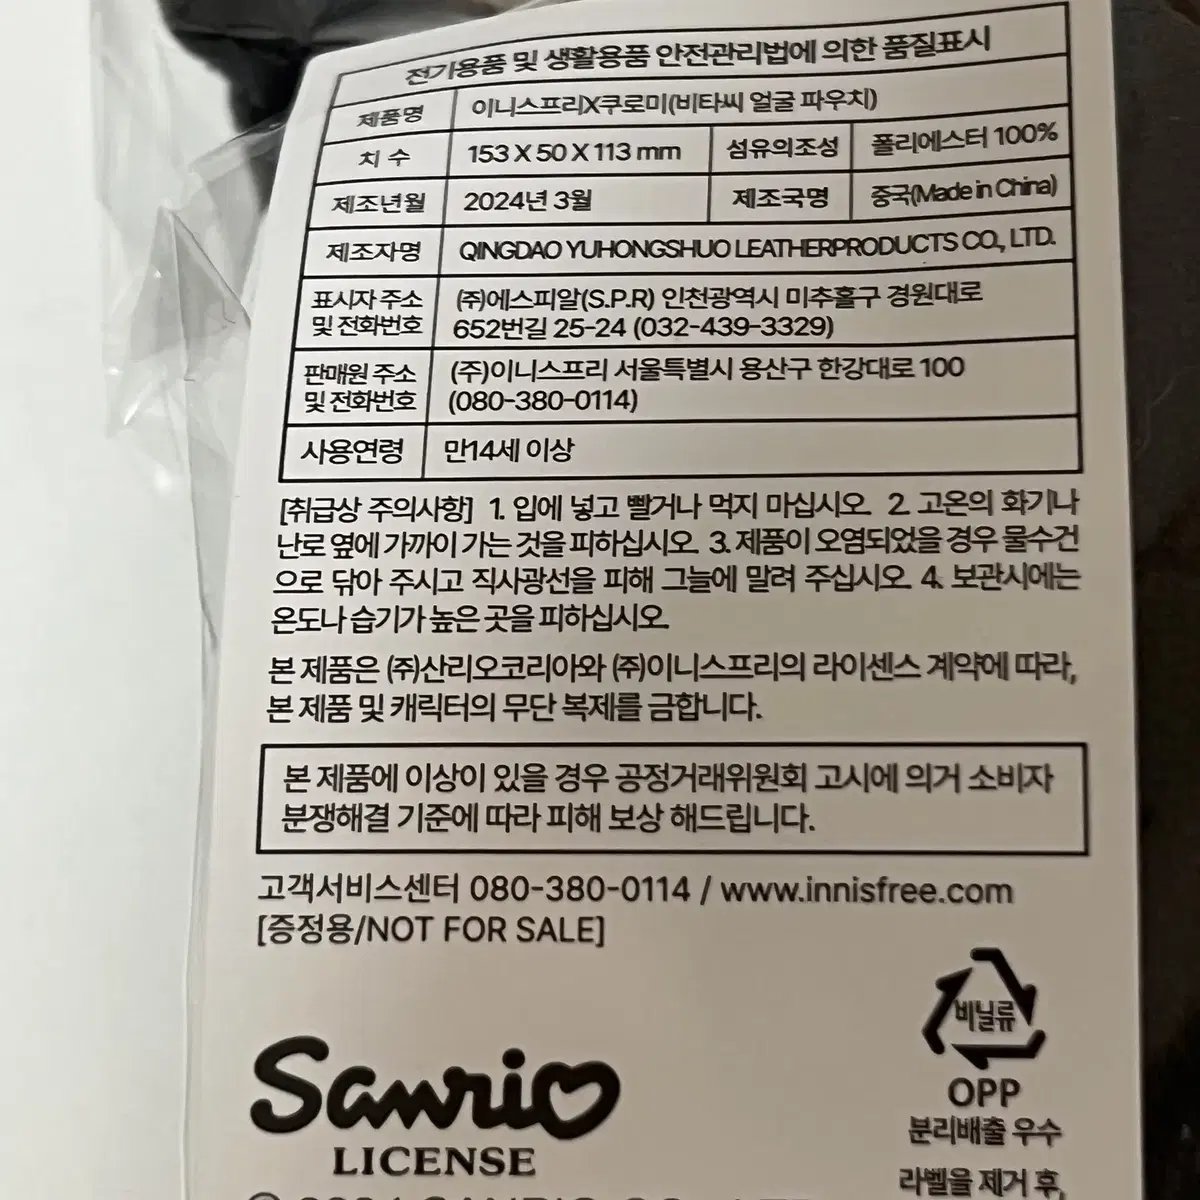 전기용품 및 생활용품 안전관리법에 의한 품질표시
제품명 이니스프리X쿠로미(비타씨 얼굴 파우치)
치 수 153 X 50 X 113 mm 섬유의조성 폴리에스터 100%
제조년월 2024년 3월 제조국명 중국(Made in China)
제조자명 QINGDAO YUHONGSHUO LEATHERPRODUCTS CO., LTD.
표시자 주소 (주)에스피알(S.P.R) 인천광역시 미추홀구 경원대로
및 전화번호 652번길 25-24 (032-439-3329)
판매원 주소 (주)이니스프리 서울특별시 용산구 한강대로 100
및 전화번호 (080-380-0114)
사용연령 만14세 이상
[취급상 주의사항] 1. 입에 넣고 빨거나 먹지 마십시오. 2. 고온의 화기나
난로 옆에 가까이 가는 것을 피하십시오. 3. 제품이 오염되었을 경우 물수건
으로 닦아 주시고 직사광선을 피해 그늘에 말려 주십시오. 4. 보관시에는
온도나 습기가 높은 곳을 피하십시오.
본 제품은 (주)산리오코리아와 (주)이니스프리의 라이센스 계약에 따라,
본 제품 및 캐릭터의 무단 복제를 금합니다.
본 제품에 이상이 있을 경우 공정거래위원회 고시에 의거 소비자
분쟁해결 기준에 따라 피해 보상 해드립니다.
고객서비스센터 080-380-0114 / www.innisfree.com
[증정용/NOT FOR SALE]
비닐류
OPP
분리배출 우수
라벨을 제거 후,
Sanrio
LICENSE